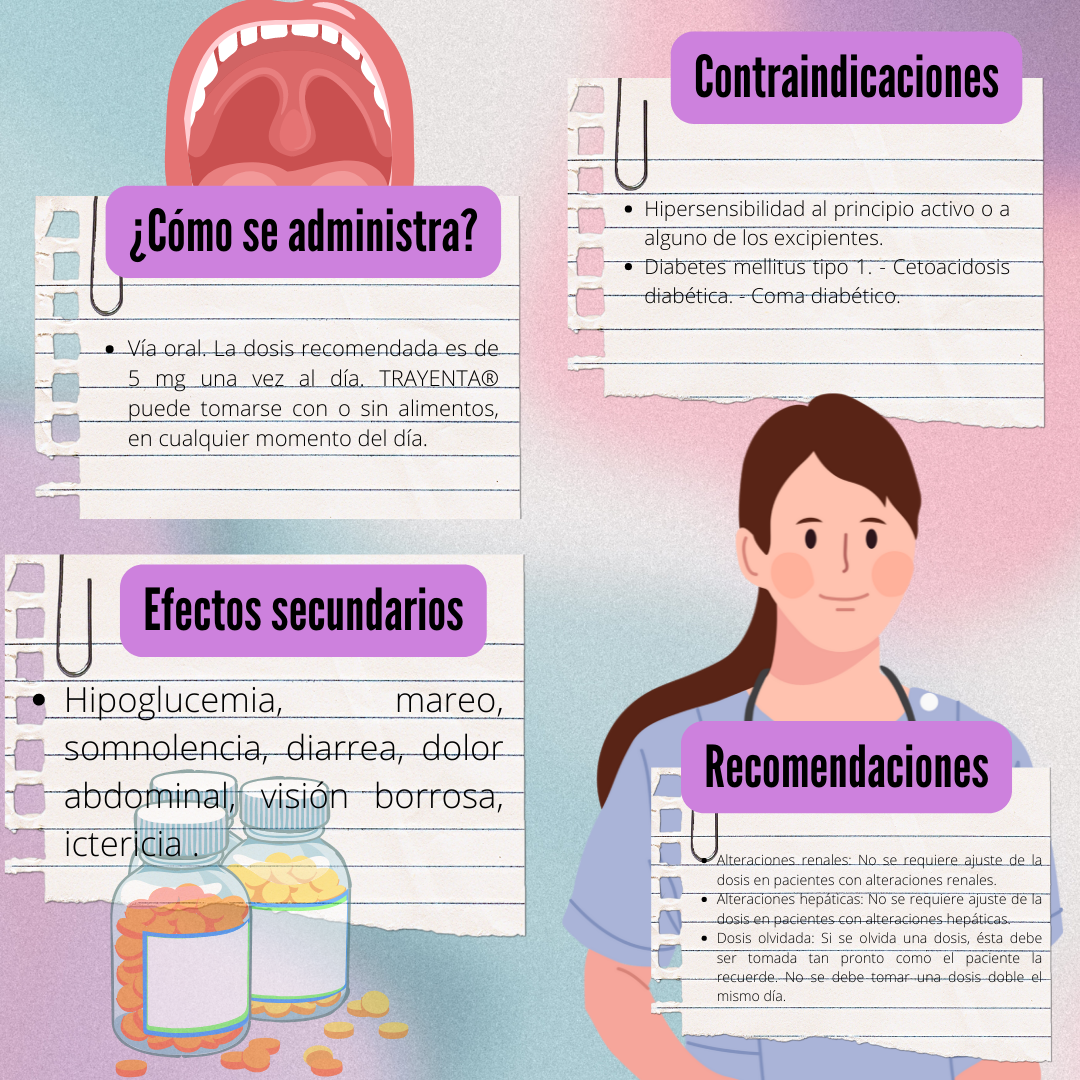 ¿Cómo se administra?
• Vía oral. La dosis recomendada es de
5 mg una vez al día. TRAYENTA®
puede tomarse con o sin alimentos,
en cualquier momento del día.
Contraindicaciones
• Hipersensibilidad al principio activo o a
alguno de los excipientes.
• Diabetes mellitus tipo 1. - Cetoacidosis
diabética. - Coma diabético.
Efectos secundarios
• Hipoglucemia, mareo,
somnolencia, diarrea, dolor
abdominal, visión borrosa,
ictericia .
Recomendaciones
• Alteraciones renales: No se requiere ajuste de la
dosis en pacientes con alteraciones renales.
• Alteraciones hepáticas: No se requiere ajuste de la
dosis en pacientes con alteraciones hepáticas.
• Dosis olvidada: Si se olvida una dosis, ésta debe
ser tomada tan pronto como el paciente la
recuerde. No se debe tomar una dosis doble el
mismo día.